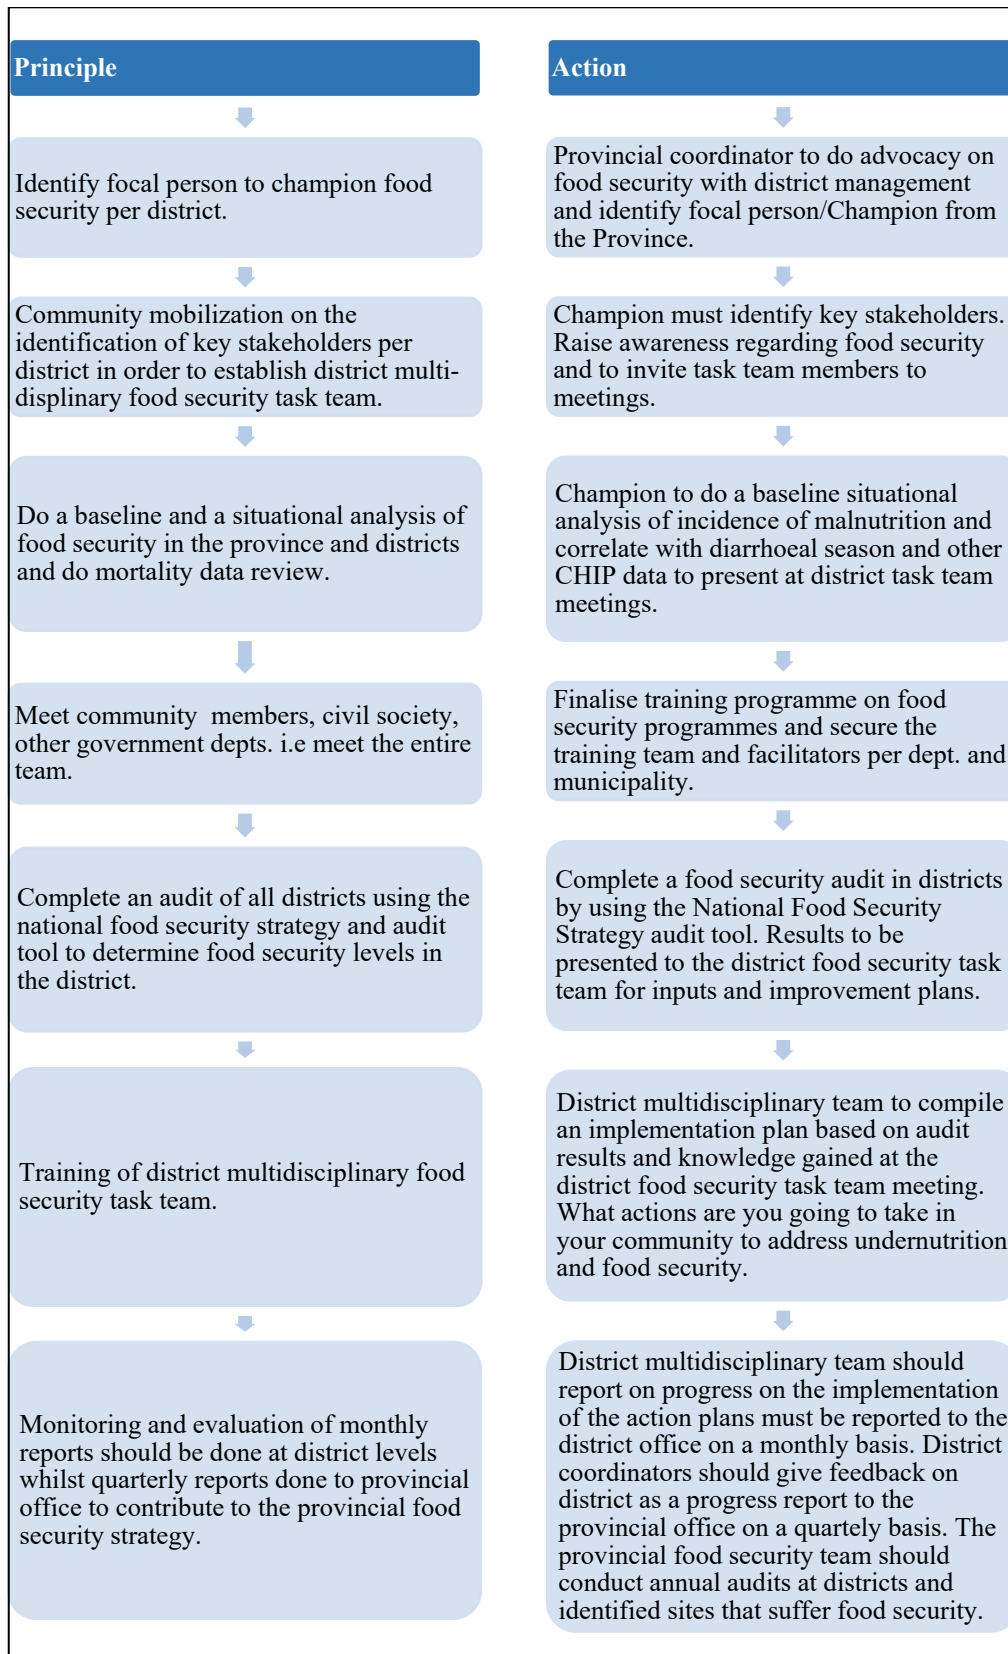 Principle
Identify focal person to champion food
security per district.
Community mobilization on the
identification of key stakeholders per
district in order to establish district multi-
displinary food security task team.
Do a baseline and a situational analysis of
food security in the province and districts
and do mortality data review.
Meet community  members, civil society,
other government depts. i.e meet the entire
team.
Complete an audit of all districts using the
national food security strategy and audit
tool to determine food security levels in
the district.
Training of district multidisciplinary food
security task team.
Monitoring and evaluation of monthly
reports should be done at district levels
whilst quarterly reports done to provincial
office to contribute to the provincial food
security strategy.
Action
Provincial coordinator to do advocacy on
food security with district management
and identify focal person/Champion from
the Province.
Champion must identify key stakeholders.
Raise awareness regarding food security
and to invite task team members to
meetings.
Champion to do a baseline situational
analysis of incidence of malnutrition and
correlate with diarrhoeal season and other
CHIP data to present at district task team
meetings.
Finalise training programme on food
security programmes and secure the
training team and facilitators per dept. and
municipality.
Complete a food security audit in districts
by using the National Food Security
Strategy audit tool. Results to be
presented to the district food security task
team for inputs and improvement plans.
District multidisciplinary team to compile
an implementation plan based on audit
results and knowledge gained at the
district food security task team meeting.
What actions are you going to take in
your community to address undernutrition
and food security.
District multidisciplinary team should
report on progress on the implementation
of the action plans must be reported to the
district office on a monthly basis. District
coordinators should give feedback on
district as a progress report to the
provincial office on a quartely basis. The
provincial food security team should
conduct annual audits at districts and
identified sites that suffer food security.